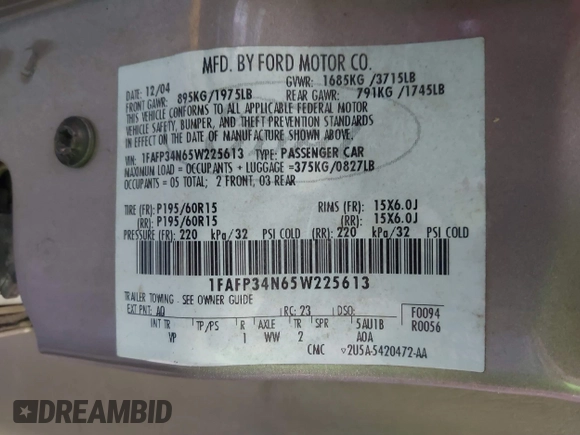 MFD. BY FORD MOTOR CO.
DATE: 12/04 GVWR: 1685KG /3715LB
FRONT GAWR: 895KG/1975LB REAR GAWR: 791KG /1745LB
THIS VEHICLE CONFORMS TO ALL APPLICABLE FEDERAL MOTOR
VEHICLE SAFETY, BUMPER, AND THEFT PREVENTION STANDARDS
IN EFFECT ON THE DATE OF MANUFACTURE SHOWN ABOVE.
VIN: 1FAFP34N65W225613 TYPE: PASSENGER CAR
MAXIMUM LOAD = OCCUPANTS + LUGGAGE =375KG/0827LB
OCCUPANTS = 05 TOTAL; 2 FRONT, 03 REAR
TIRE (FR): P195/60R15 RIMS (FR): 15X6.0J
(RR): P195/60R15 (RR): 15X6.0J
PRESSURE (FR): 220 kPa/32 PSI COLD (RR): 220 kPa/32 PSI COLD
1FAFP34N65W225613
TRAILER TOWING - SEE OWNER GUIDE
EXT PNT: AQ RC: 23 DSO: F0094
INT TR TP/PS R AXLE TR SPR 5AU1B R0056
VP 1 WW 2 AOA
CMC ▽2U5A-5420472-AA
DREAMBID.COM